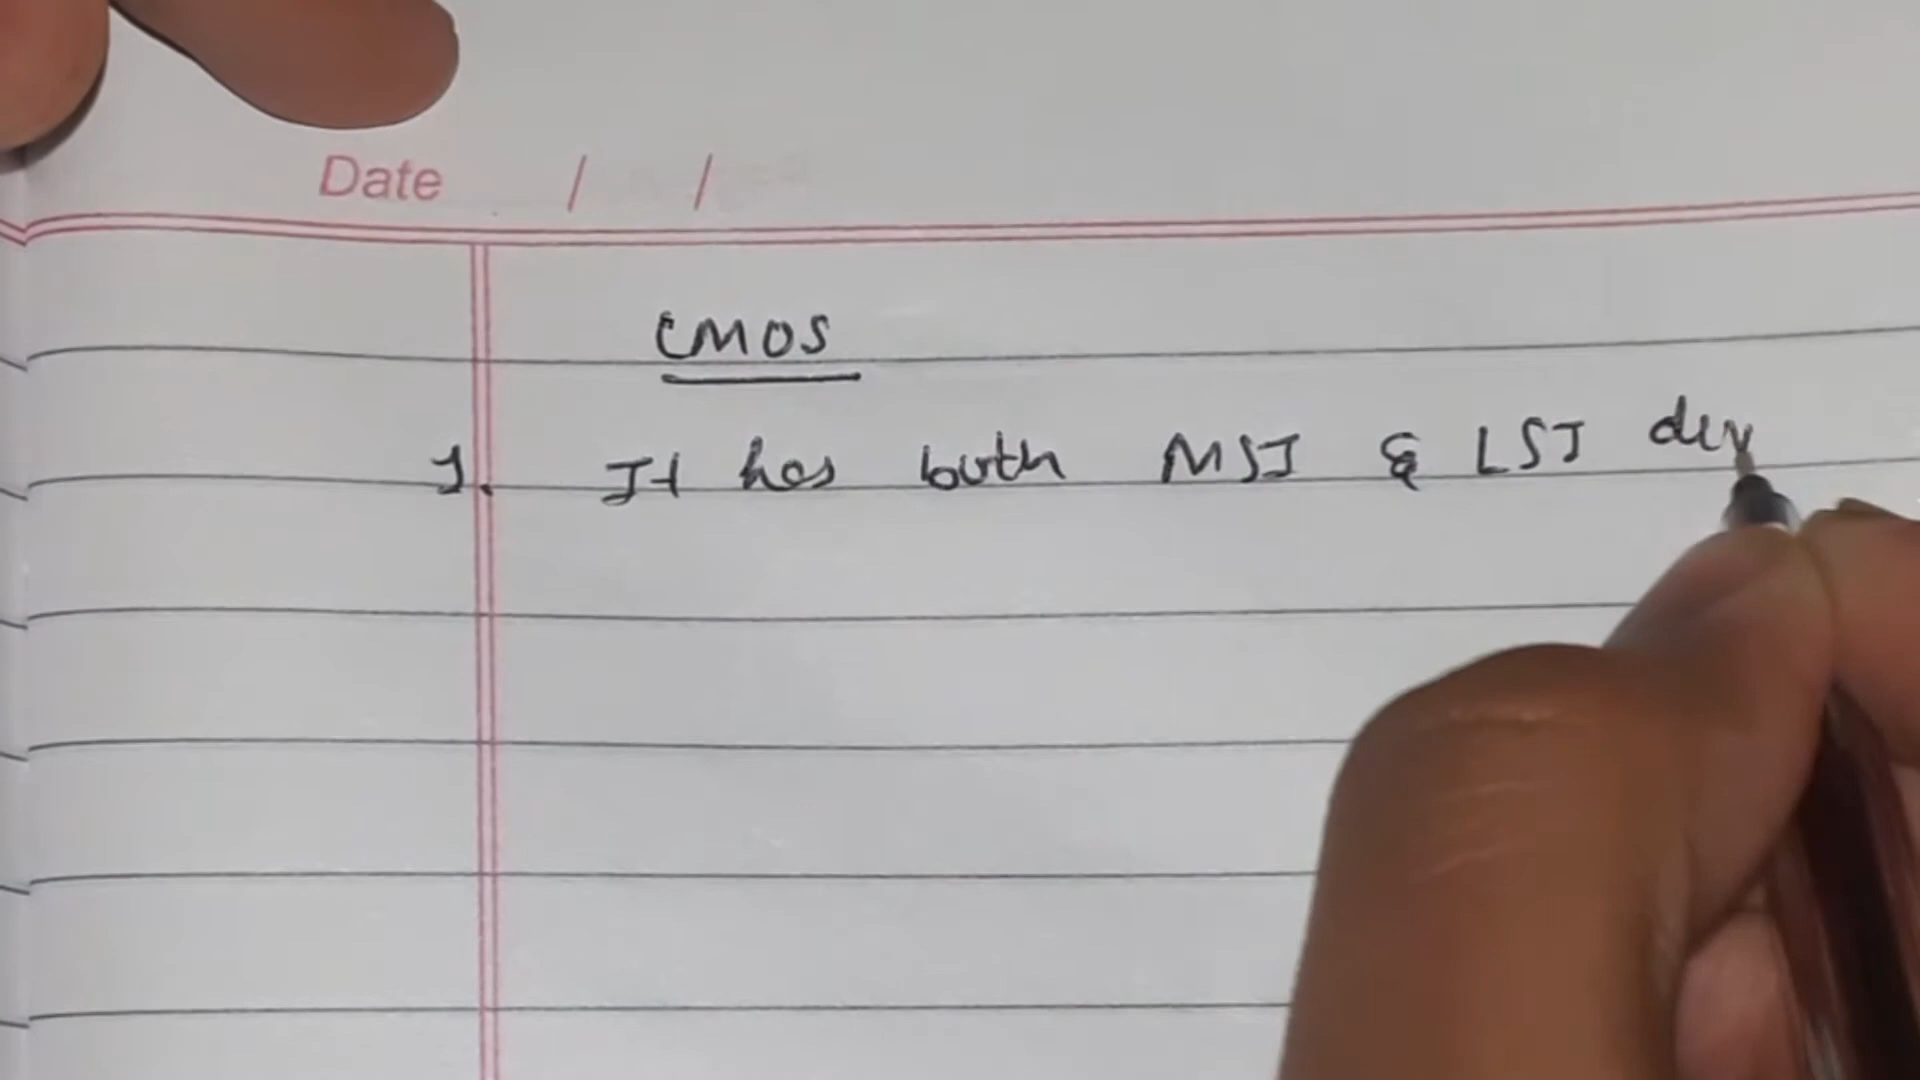 Date / /
CMOS
1. It has both MSI & LSI dev